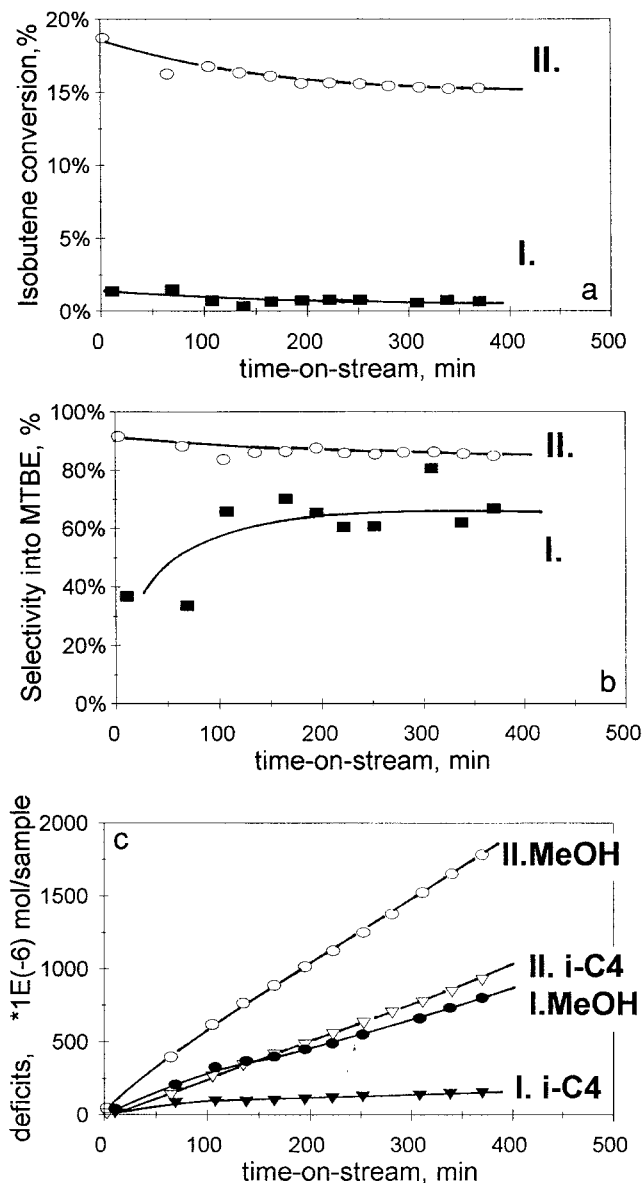 20%
15%
10%
5%
0%
Isobutene conversion,%
II.
I.
a
0 100 200 300 400 500
time-on-stream, min
100%
80%
60%
40%
20%
0%
Selectivity into MTBE, %
II.
I.
b
0 100 200 300 400 500
time-on-stream, min
2000
1500
1000
500
0
deficits, *1E(-6) mol/sample
c
II.MeOH
II. i-C4
I.MeOH
I. i-C4
0 100 200 300 400 500
time-on-stream, min